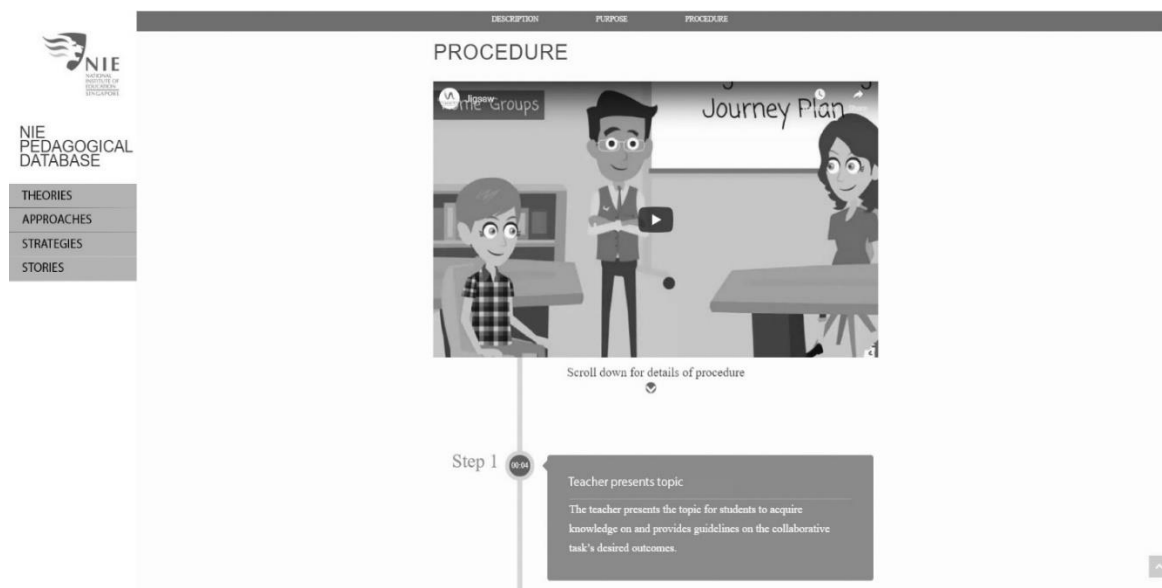 DESCRIPTION
PURPOSE
PROCEDURE
NIE
NATIONAL
INSTITUTE OF
EDUCATION
SINGAPORE
NIE
PEDAGOGICAL
DATABASE
THEORIES
APPROACHES
STRATEGIES
STORIES
PROCEDURE
Jigsaw
Home Groups
Journey Plan
Scroll down for details of procedure
Step 1
00:04
Teacher presents topic
The teacher presents the topic for students to acquire
knowledge on and provides guidelines on the collaborative
task's desired outcomes.